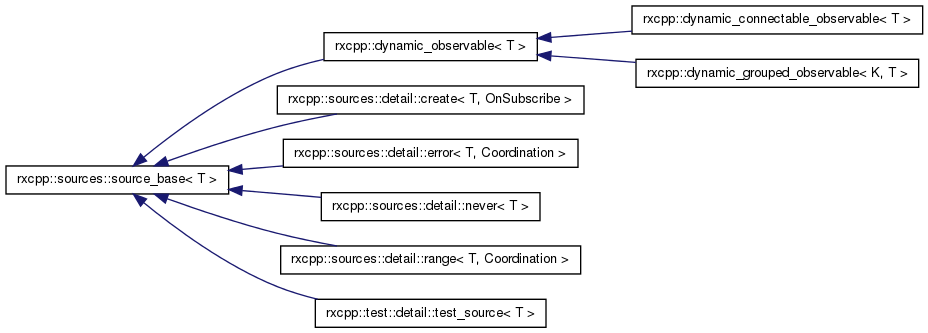 rxcpp::dynamic_connectable_observable< T >
rxcpp::dynamic_observable< T >
rxcpp::dynamic_grouped_observable< K, T >
rxcpp::sources::detail::create< T, OnSubscribe >
rxcpp::sources::detail::error< T, Coordination >
rxcpp::sources::source_base< T >
rxcpp::sources::detail::never< T >
rxcpp::sources::detail::range< T, Coordination >
rxcpp::test::detail::test_source< T >